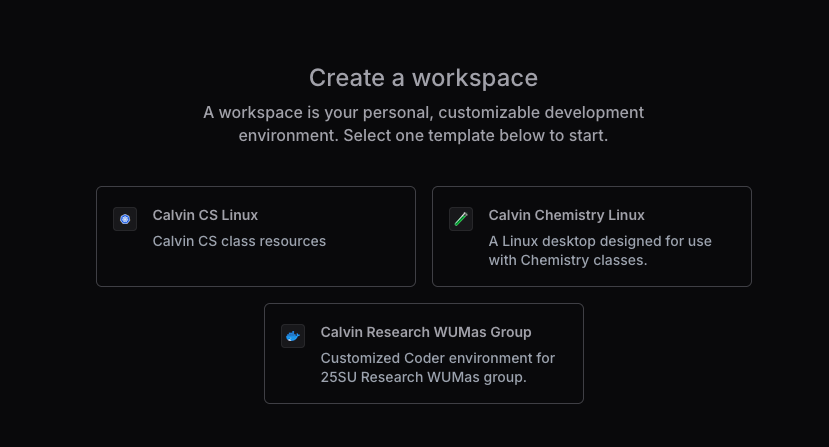 Create a workspace
A workspace is your personal, customizable development
environment. Select one template below to start.
Calvin CS Linux
Calvin CS class resources
Calvin Chemistry Linux
A Linux desktop designed for use
with Chemistry classes.
Calvin Research WUMas Group
Customized Coder environment for
25SU Research WUMas group.